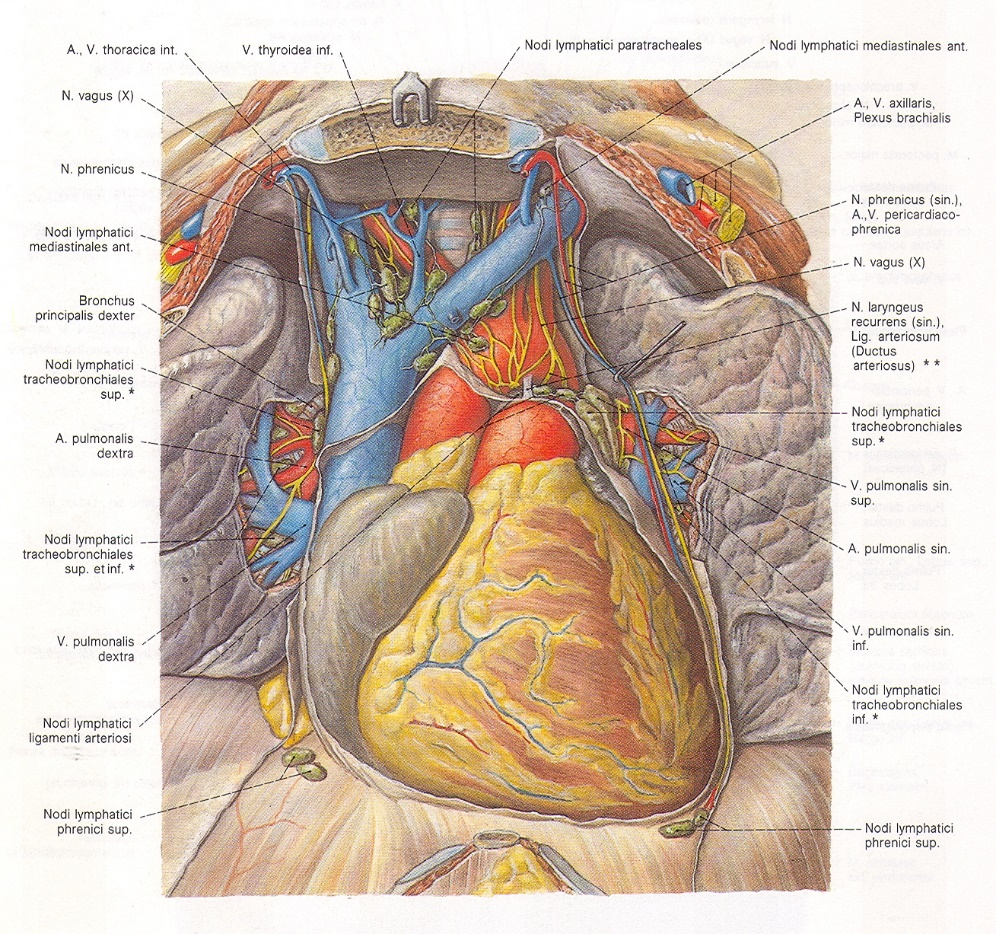 A., V. thoracica int.
V. thyroidea inf.
Nodi lymphatici paratracheales
Nodi lymphatici mediastinales ant.
N. vagus (X)
N. phrenicus
Nodi lymphatici
mediastinales ant.
Bronchus
principalis dexter
Nodi lymphatici
tracheobronchiales
sup. *
A. pulmonalis
dextra
Nodi lymphatici
tracheobronchiales
sup. et inf. *
V. pulmonalis
dextra
Nodi lymphatici
ligamenti arteriosi
Nodi lymphatici
phrenici sup.
A., V. axillaris,
Plexus brachialis
N. phrenicus (sin.),
A.,V. pericardiaco-
phrenica
N. vagus (X)
N. laryngeus
recurrens (sin.),
Lig. arteriosum
(Ductus
arteriosus) * *
Nodi lymphatici
tracheobronchiales
sup. *
V. pulmonalis sin.
sup.
A. pulmonalis sin.
V. pulmonalis sin.
inf.
Nodi lymphatici
tracheobronchiales
inf. *
Nodi lymphatici
phrenici sup.